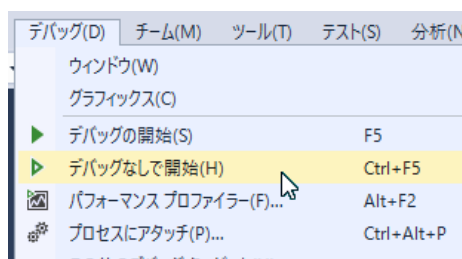 デバッグ(D) チーム(M) ツール(T) テスト(S) 分析(N
ウィンドウ(W)
グラフィックス(C)
デバッグの開始(S) F5
デバッグなしで開始(H) Ctrl+F5
パフォーマンス プロファイラー(F)... Alt+F2
プロセスにアタッチ(P)... Ctrl+Alt+P